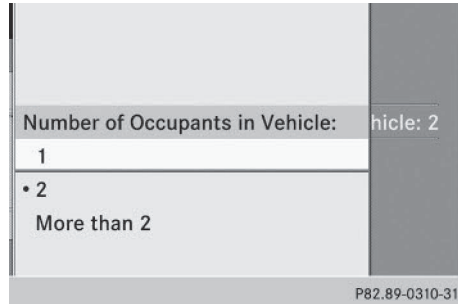 Number of Occupants in Vehicle: hicle: 2
1
• 2
More than 2
P82.89-0310-31